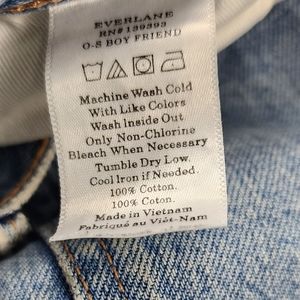 EVERLANE
RN#139393
O-S BOY FRIEND
Machine Wash Cold
With Like Colors
Wash Inside Out
Only Non-Chlorine
Bleach When Necessary
Tumble Dry Low.
Cool Iron if Needed.
100% Cotton.
100% Coton.
Made in Vietnam
Fabriqué au Viêt-Nam